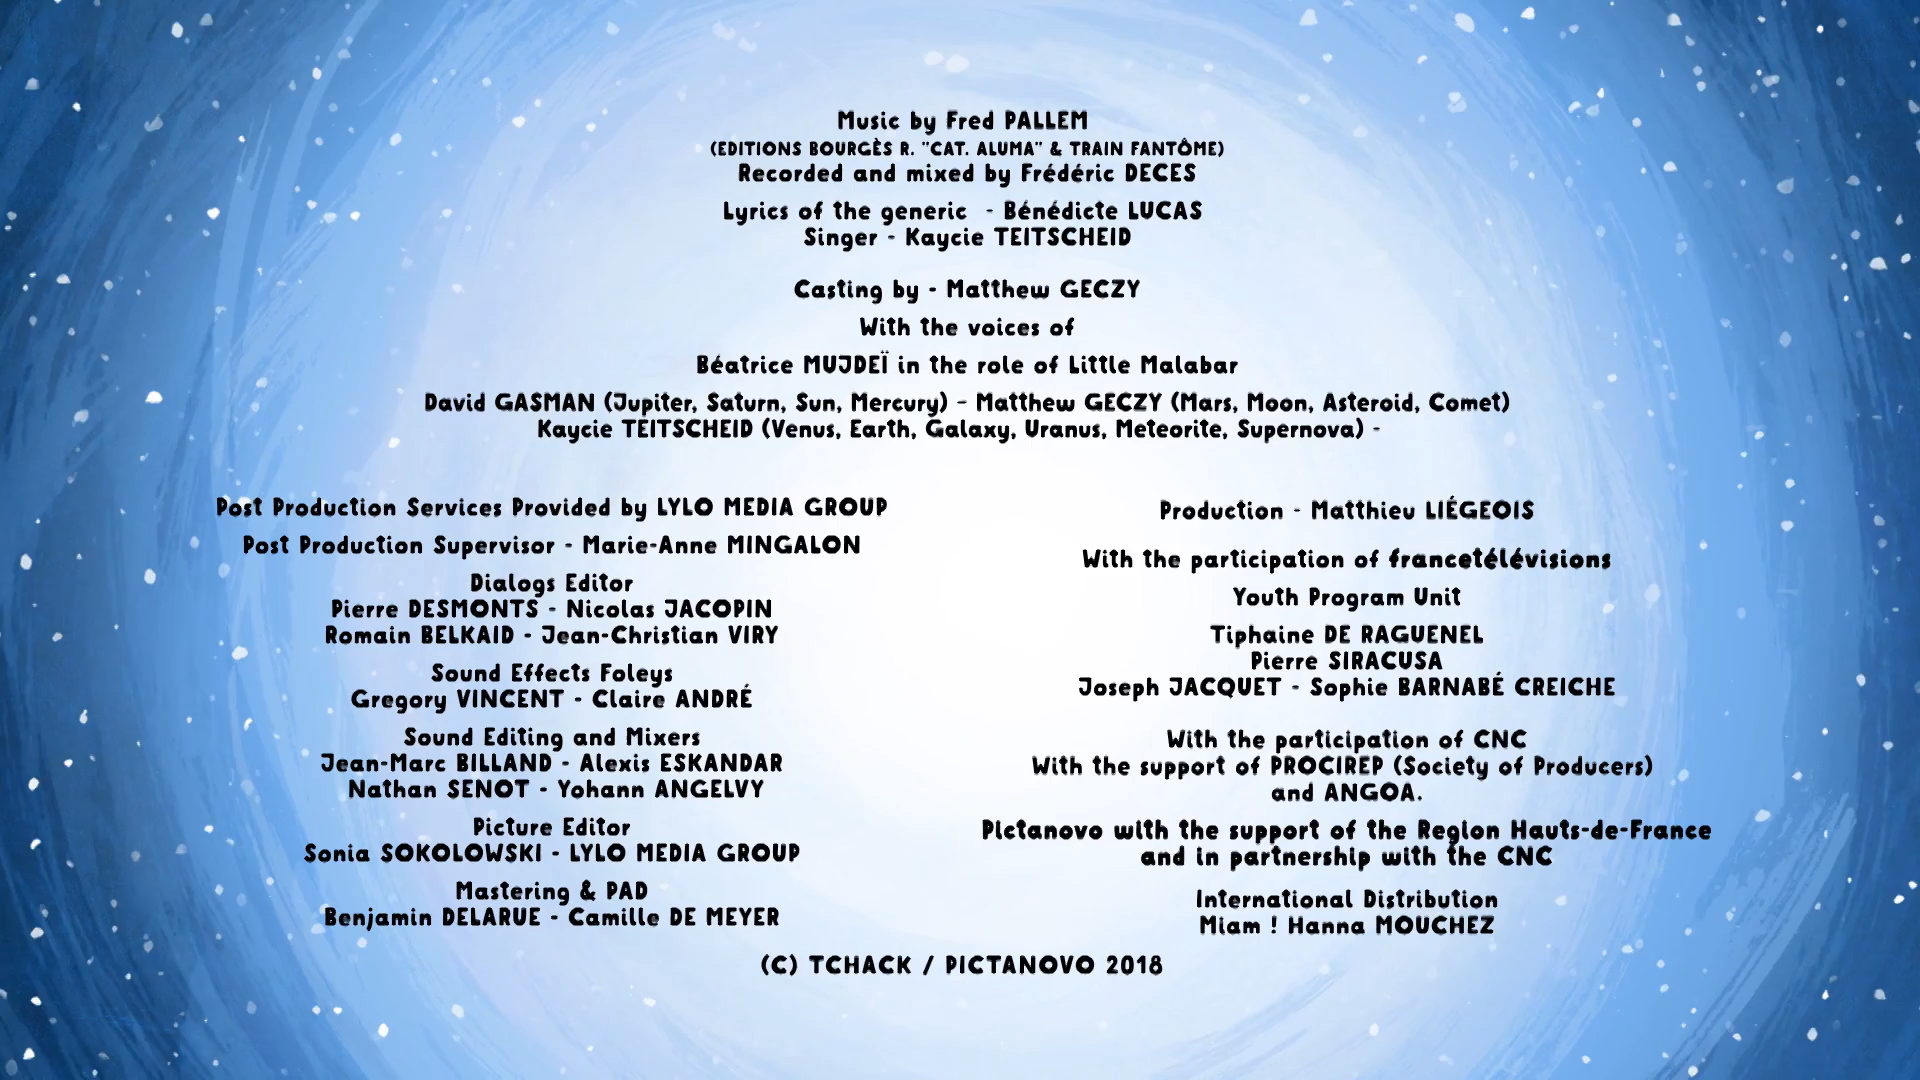 Music by Fred PALLEM
(EDITIONS BOURGÈS R. "CAT. ALUMA" & TRAIN FANTÔME)
Recorded and mixed by Frédéric DECES
Lyrics of the generic - Bénédicte LUCAS
Singer - Kaycie TEITSCHEID
Casting by - Matthew GECZY
With the voices of
Béatrice MUJDEÏ in the role of Little Malabar
David GASMAN (Jupiter, Saturn, Sun, Mercury) - Matthew GECZY (Mars, Moon, Asteroid, Comet)
Kaycie TEITSCHEID (Venus, Earth, Galaxy, Uranus, Meteorite, Supernova) -
Post Production Services Provided by LYLO MEDIA GROUP
Post Production Supervisor - Marie-Anne MINGALON
Dialogs Editor
Pierre DESMONTS - Nicolas JACOPIN
Romain BELKAID - Jean-Christian VIRY
Sound Effects Foleys
Gregory VINCENT - Claire ANDRÉ
Sound Editing and Mixers
Jean-Marc BILLAND - Alexis ESKANDAR
Nathan SENOT - Yohann ANGELVY
Picture Editor
Sonia SOKOLOWSKI - LYLO MEDIA GROUP
Mastering & PAD
Benjamin DELARUE - Camille DE MEYER
Production - Matthieu LIÉGEOIS
With the participation of francetélévisions
Youth Program Unit
Tiphaine DE RAGUENEL
Pierre SIRACUSA
Joseph JACQUET - Sophie BARNABÉ CREICHE
With the participation of CNC
With the support of PROCIREP (Society of Producers)
and ANGOA.
Pictanovo with the support of the Region Hauts-de-France
and in partnership with the CNC
International Distribution
Miam ! Hanna MOUCHEZ
(C) TCHACK / PICTANOVO 2018